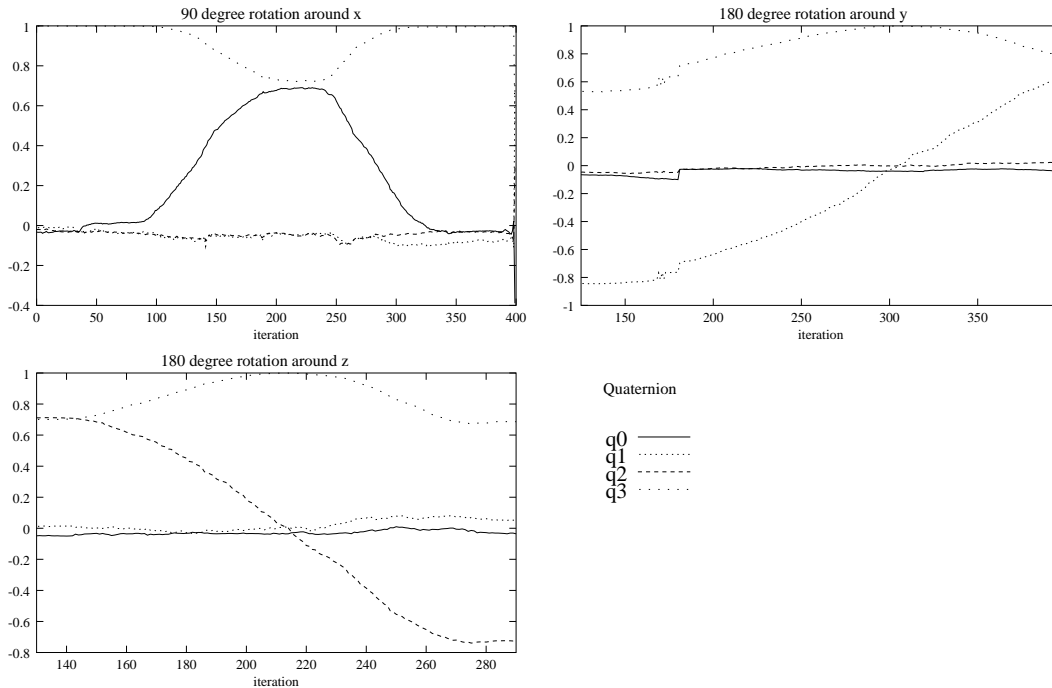 90 degree rotation around x
1
0.8
0.6
0.4
0.2
0
-0.2
-0.4
0 50 100 150 200 250 300 350 400
iteration
180 degree rotation around y
1
0.8
0.6
0.4
0.2
0
-0.2
-0.4
-0.6
-0.8
-1
150 200 250 300 350
iteration
180 degree rotation around z
1
0.8
0.6
0.4
0.2
0
-0.2
-0.4
-0.6
-0.8
140 160 180 200 220 240 260 280
iteration
Quaternion
q0
q1
q2
q3